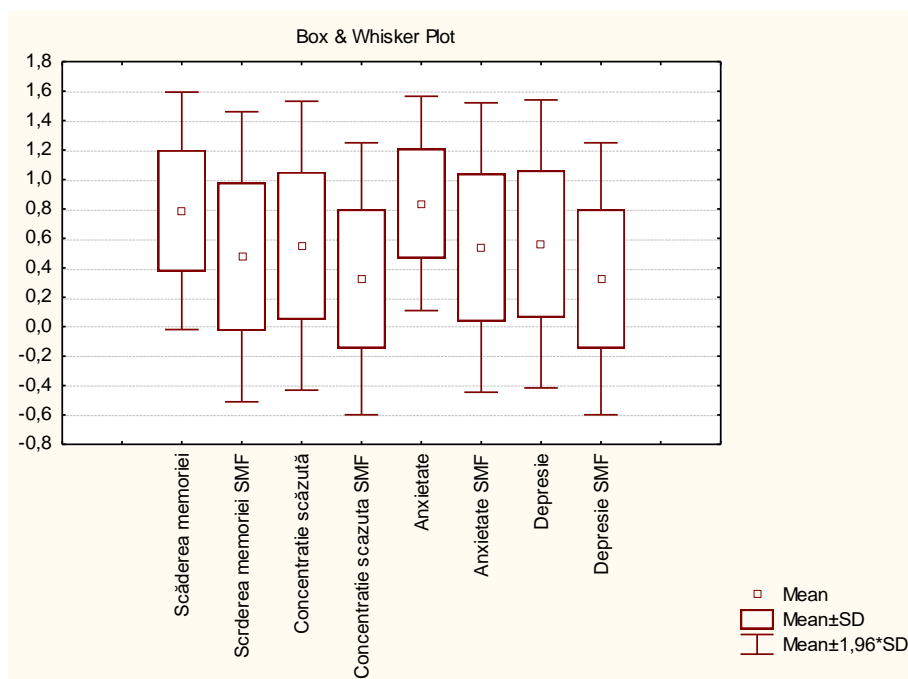 Box & Whisker Plot
1,8
1,6
1,4
1,2
1,0
0,8
0,6
0,4
0,2
0,0
-0,2
-0,4
-0,6
-0,8
Scăderea memoriei
Scrderea memoriei SMF
Concentratie scăzută
Concentratie scazuta SMF
Anxietate
Anxietate SMF
Depresie
Depresie SMF
Mean
Mean±SD
Mean±1,96*SD